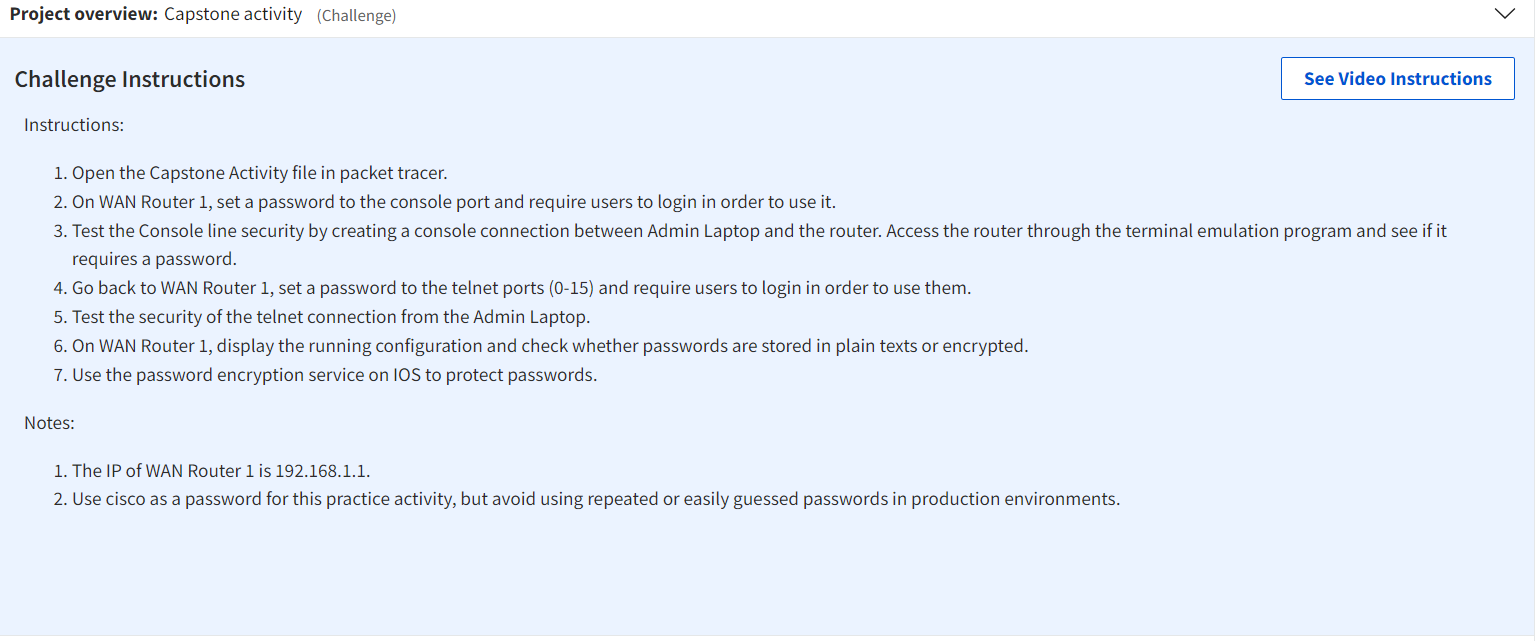 Project overview: Capstone activity (Challenge)
Challenge Instructions
See Video Instructions
Instructions:
1. Open the Capstone Activity file in packet tracer.
2. On WAN Router 1, set a password to the console port and require users to login in order to use it.
3. Test the Console line security by creating a console connection between Admin Laptop and the router. Access the router through the terminal emulation program and see if it
requires a password.
4. Go back to WAN Router 1, set a password to the telnet ports (0-15) and require users to login in order to use them.
5. Test the security of the telnet connection from the Admin Laptop.
6. On WAN Router 1, display the running configuration and check whether passwords are stored in plain texts or encrypted.
7. Use the password encryption service on IOS to protect passwords.
Notes:
1. The IP of WAN Router 1 is 192.168.1.1.
2. Use cisco as a password for this practice activity, but avoid using repeated or easily guessed passwords in production environments.